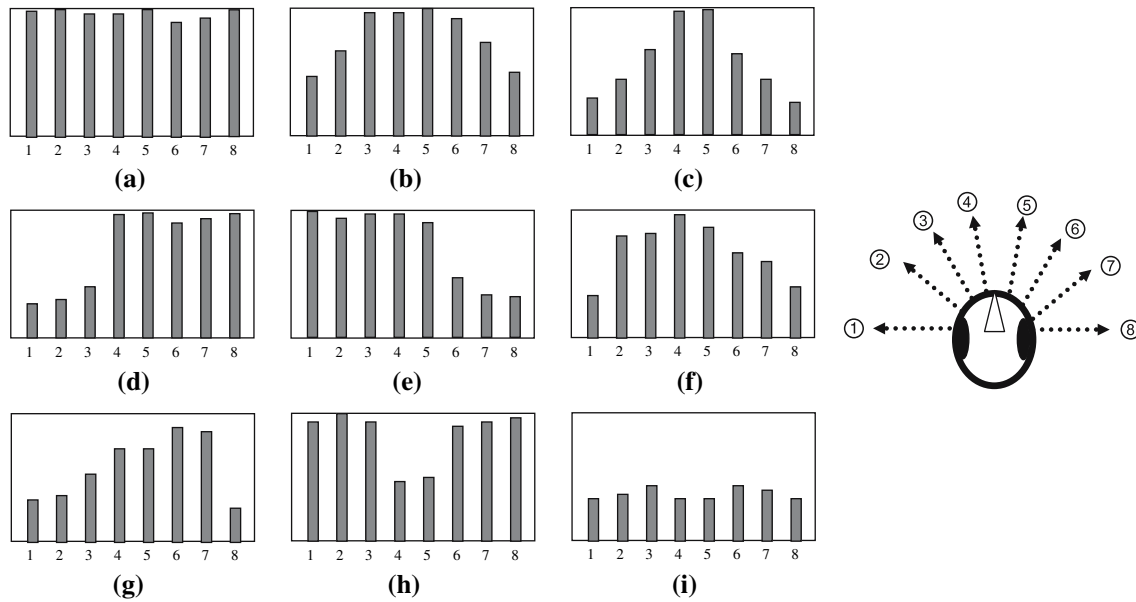 1 2 3 4 5 6 7 8
(a)
1 2 3 4 5 6 7 8
(b)
1 2 3 4 5 6 7 8
(c)
1 2 3 4 5 6 7 8
(d)
1 2 3 4 5 6 7 8
(e)
1 2 3 4 5 6 7 8
(f)
1 2 3 4 5 6 7 8
(g)
1 2 3 4 5 6 7 8
(h)
1 2 3 4 5 6 7 8
(i)
①
②
③
④
⑤
⑥
⑦
⑧